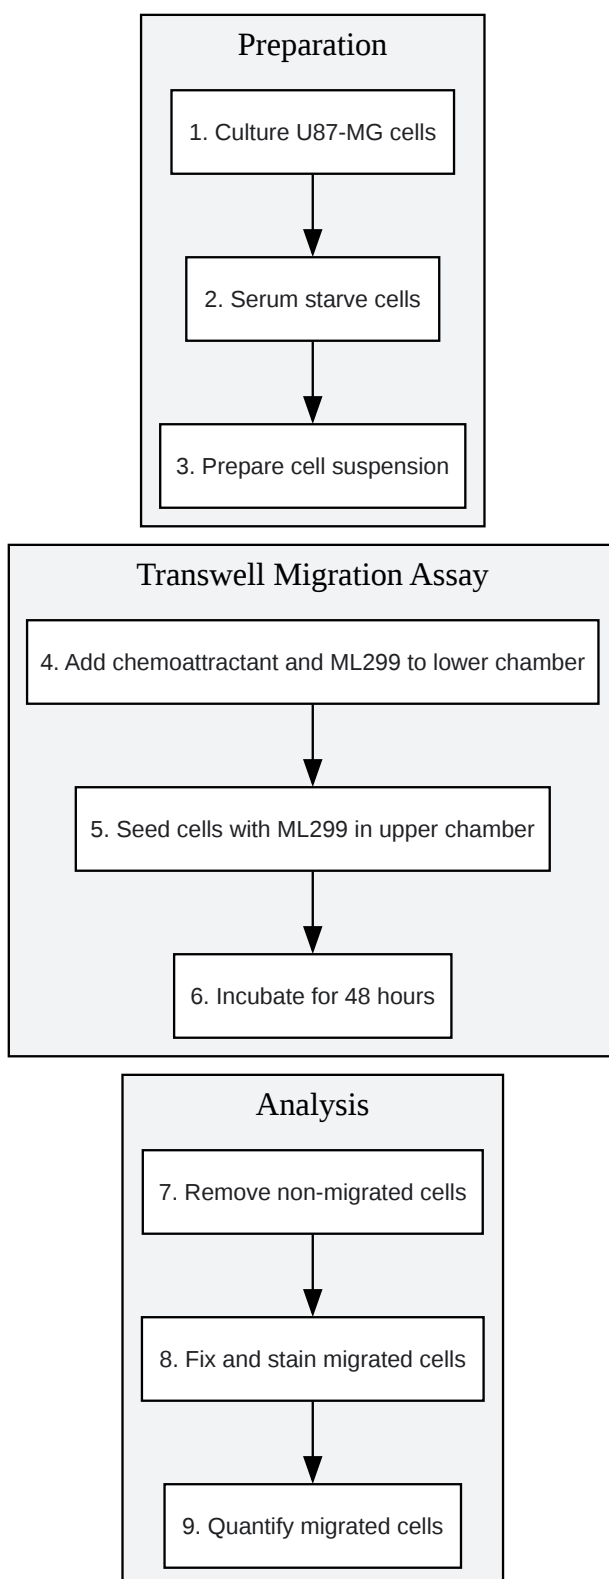 Preparation
1. Culture U87-MG cells
2. Serum starve cells
3. Prepare cell suspension
Transwell Migration Assay
4. Add chemoattractant and ML299 to lower chamber
5. Seed cells with ML299 in upper chamber
6. Incubate for 48 hours
Analysis
7. Remove non-migrated cells
8. Fix and stain migrated cells
9. Quantify migrated cells